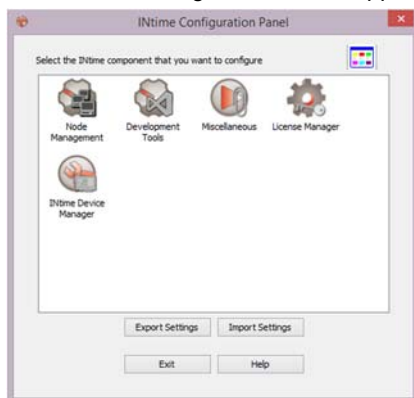 INtime Configuration Panel
Select the INtime component that you want to configure
Node Management
Development Tools
Miscellaneous
License Manager
INtime Device Manager
Export Settings
Import Settings
Exit
Help